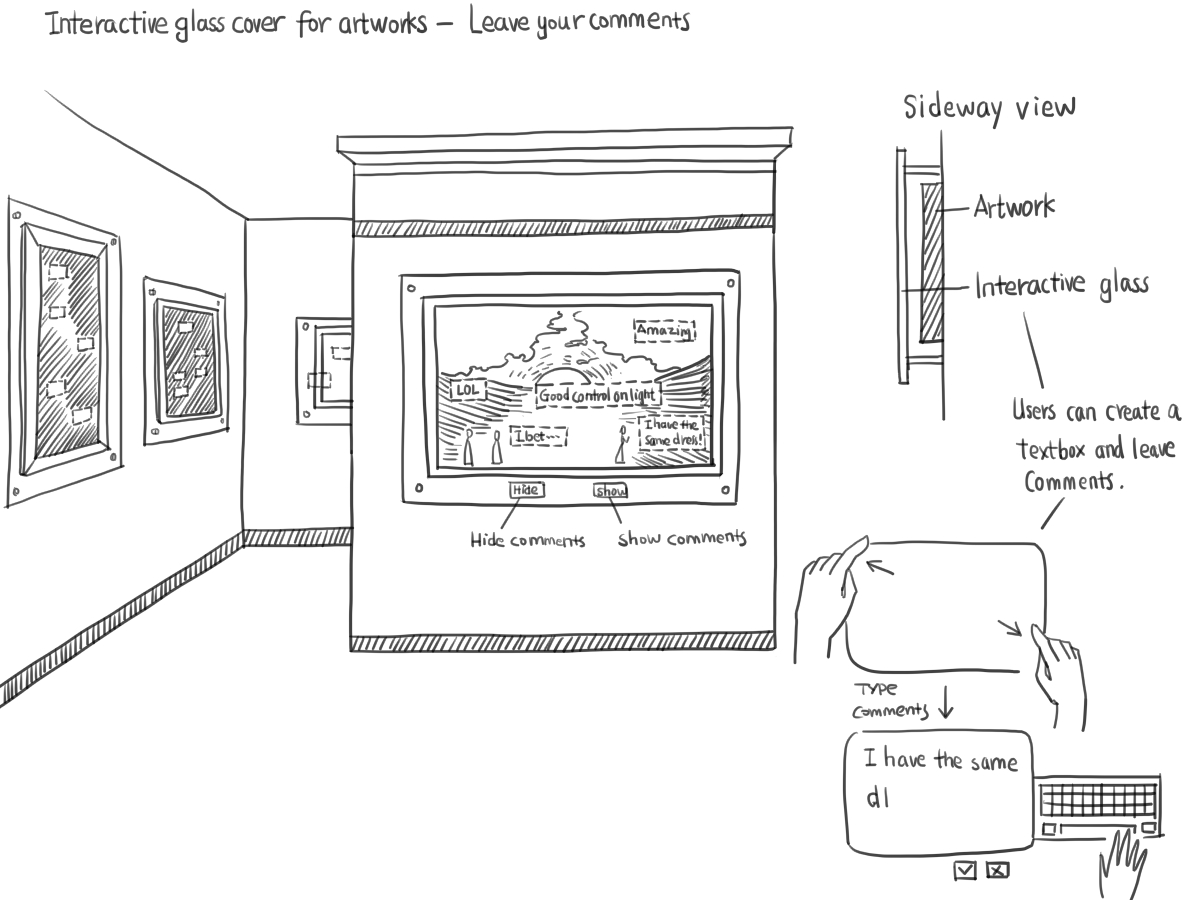 Interactive glass cover for artworks – Leave your comments
Sideway view
Artwork
Interactive glass
Users can create a
textbox and leave
Comments.
Amazing
LOL
Good control on light
I bet---
I have the
same dress!
Hide
Show
Hide comments
Show comments
Type
Comments
I have the same
d|